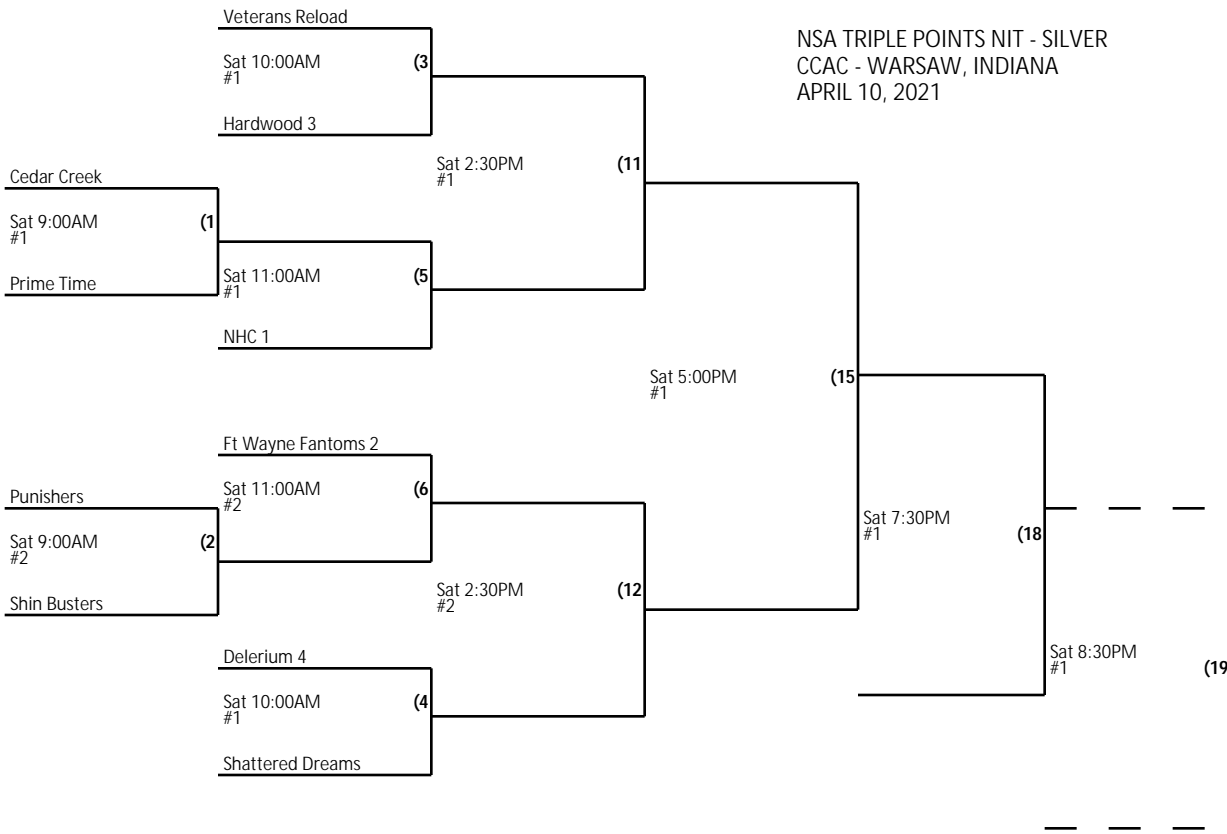 Veterans Reload
NSA TRIPLE POINTS NIT - SILVER
CCAC - WARSAW, INDIANA
APRIL 10, 2021
Sat 10:00AM (3
#1
Hardwood 3
Sat 2:30PM (11
#1
Cedar Creek
Sat 9:00AM (1
#1
Prime Time
Sat 11:00AM (5
#1
NHC 1
Sat 5:00PM (15
#1
Ft Wayne Fantoms 2
Sat 11:00AM (6
#2
Punishers
Sat 9:00AM (2
#2
Shin Busters
Sat 7:30PM (18
#1
Sat 2:30PM (12
#2
Delerium 4
Sat 10:00AM (4
#1
Shattered Dreams
Sat 8:30PM (19
#1